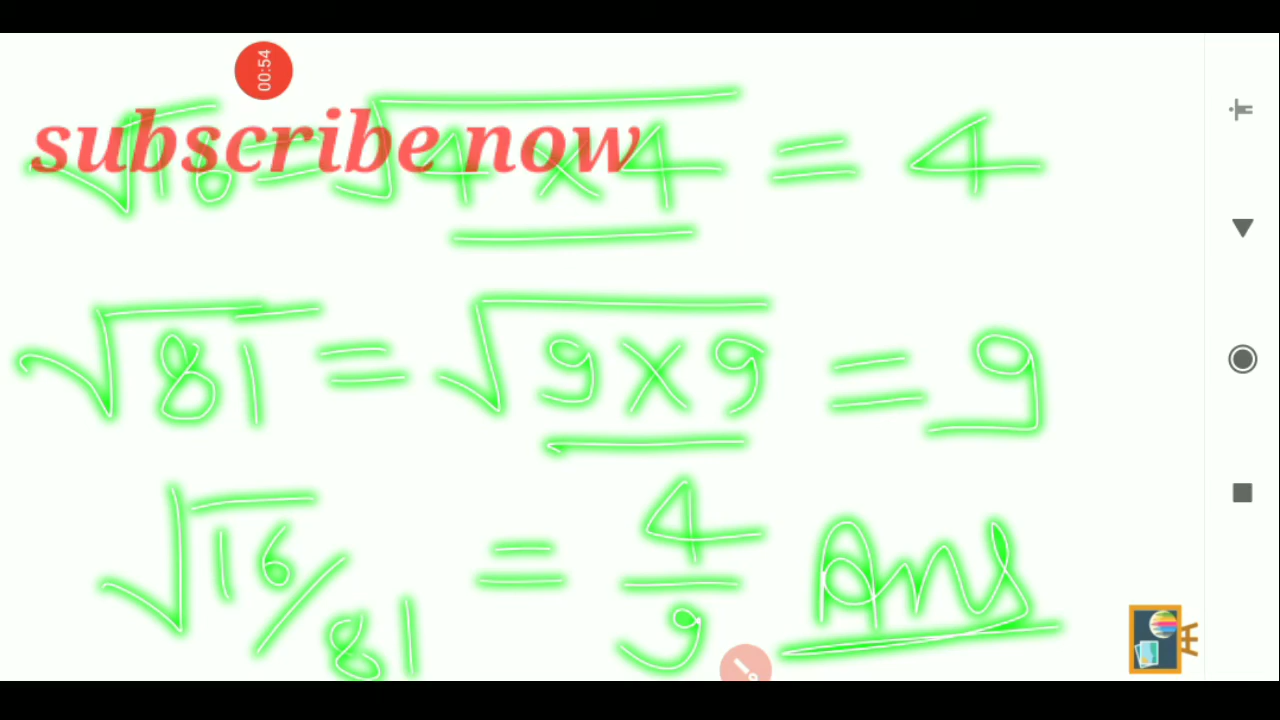 00:54
subscribe now
√16 = √4×4 = 4
√81 = √9×9 = 9
√16/81 = 4/9 Ans